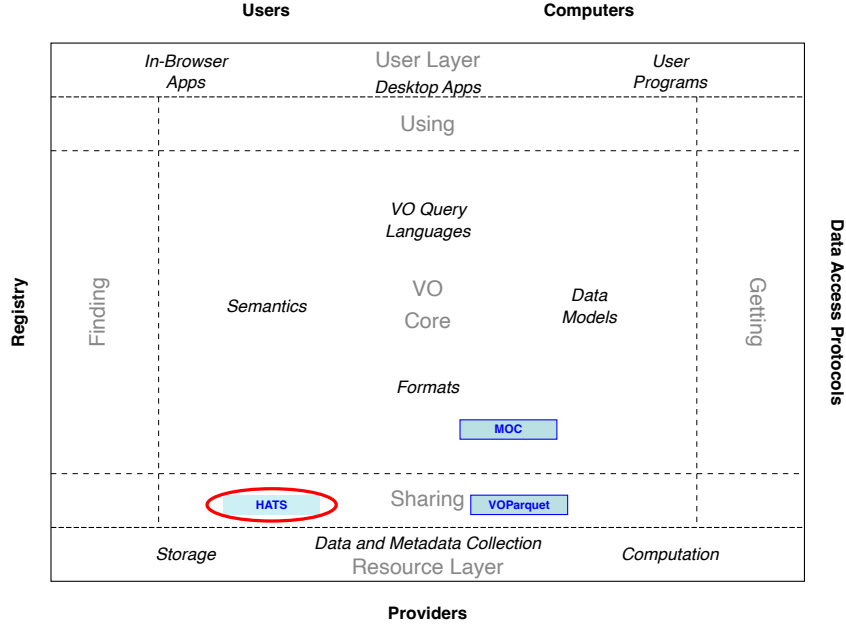 Users
Computers
In-Browser
Apps
User Layer
Desktop Apps
User
Programs
Using
VO Query
Languages
Registry
Finding
Semantics
VO
Core
Data
Models
Getting
Data Access Protocols
Formats
MOC
HATS
Sharing
VOParquet
Storage
Data and Metadata Collection
Resource Layer
Computation
Providers